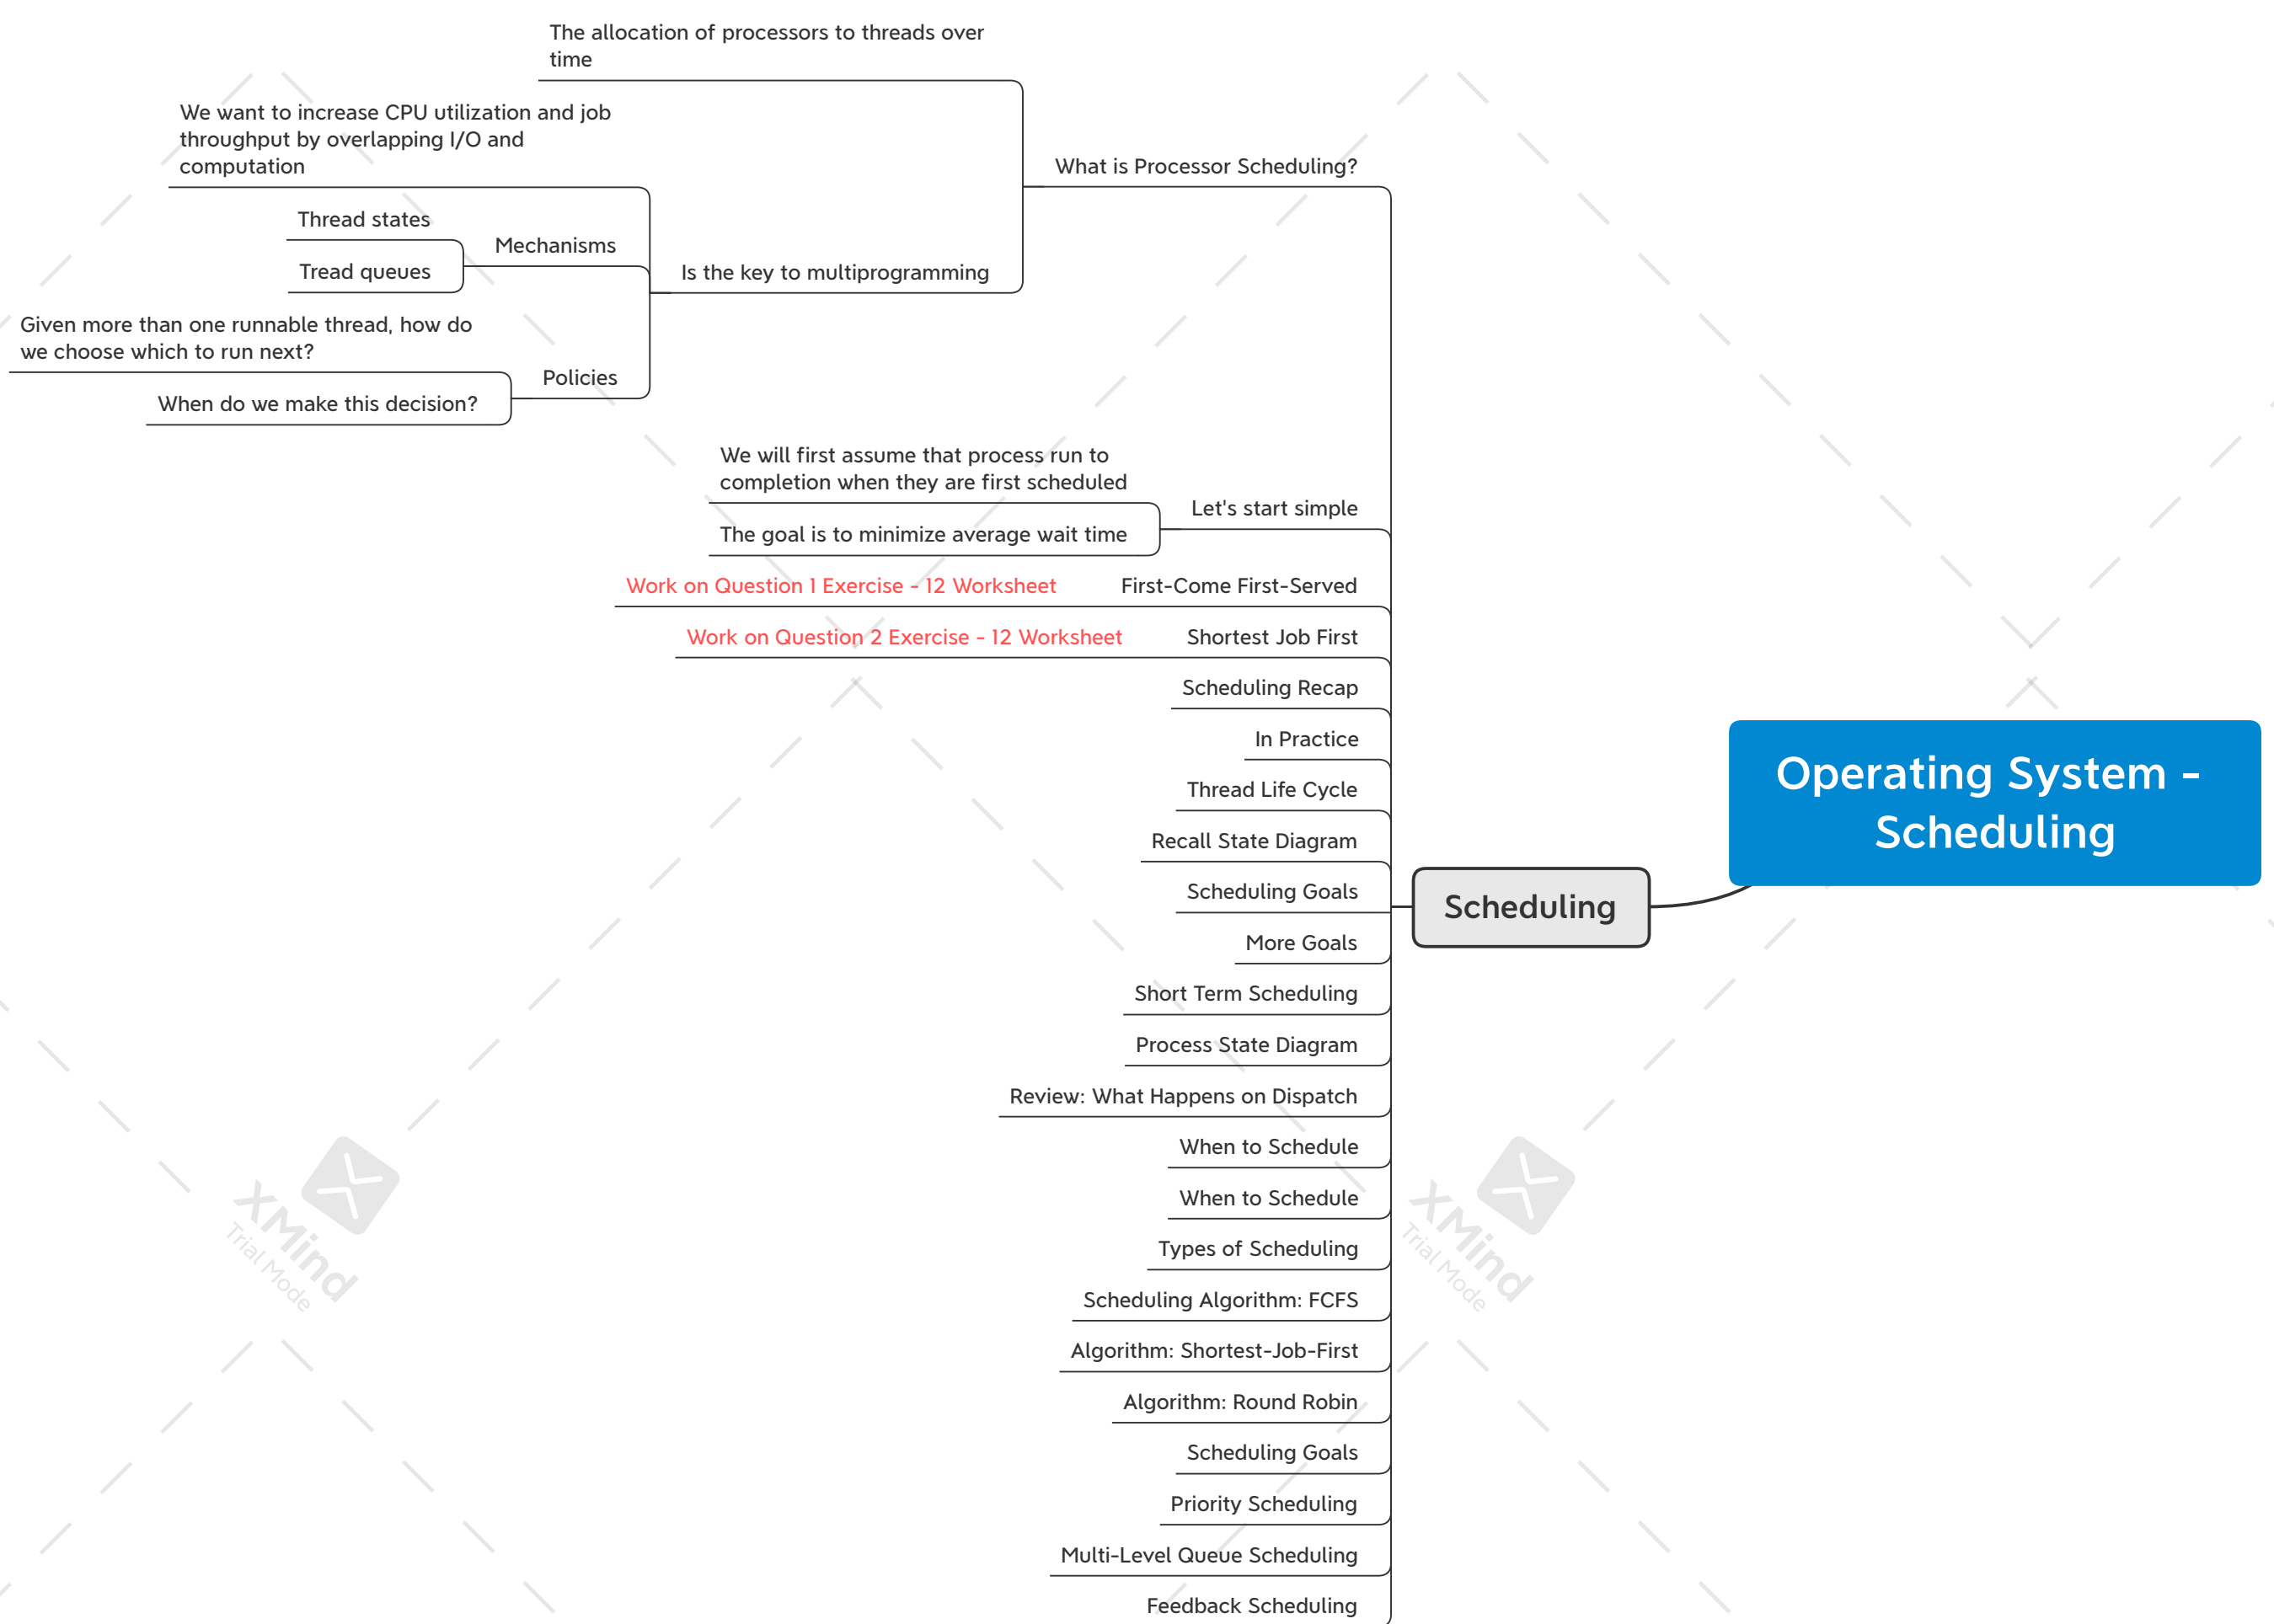 The allocation of processors to threads over
time
We want to increase CPU utilization and job
throughput by overlapping I/O and
computation
What is Processor Scheduling?
Thread states
Mechanisms
Tread queues
Is the key to multiprogramming
Given more than one runnable thread, how do
we choose which to run next?
Policies
When do we make this decision?
We will first assume that process run to
completion when they are first scheduled
Let's start simple
The goal is to minimize average wait time
Work on Question 1 Exercise - 12 Worksheet
First-Come First-Served
Work on Question 2 Exercise - 12 Worksheet
Shortest Job First
Scheduling Recap
In Practice
Thread Life Cycle
Recall State Diagram
Scheduling Goals
More Goals
Short Term Scheduling
Process State Diagram
Review: What Happens on Dispatch
When to Schedule
When to Schedule
Types of Scheduling
Scheduling Algorithm: FCFS
Algorithm: Shortest-Job-First
Algorithm: Round Robin
Scheduling Goals
Priority Scheduling
Multi-Level Queue Scheduling
Feedback Scheduling
Scheduling
Operating System -
Scheduling
XMind
Trial Mode
XMind
Trial Mode